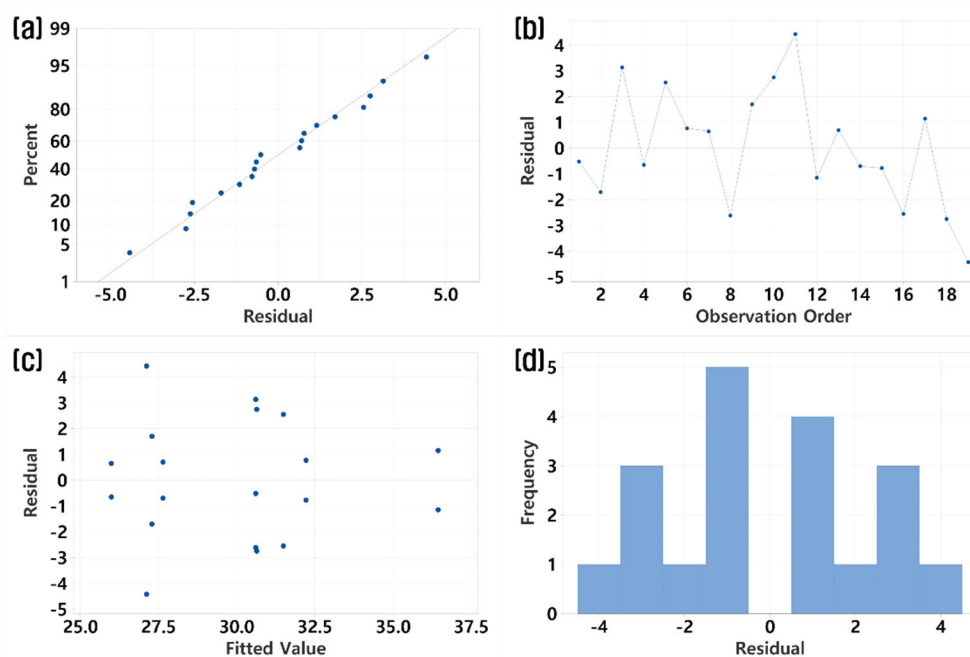 (a)
99
95
80
60
40
20
10
5
1
Percent
-5.0 -2.5 0.0 2.5 5.0
Residual
(b)
4
3
2
1
0
-1
-2
-3
-4
-5
Residual
2 4 6 8 10 12 14 16 18
Observation Order
(c)
4
3
2
1
0
-1
-2
-3
-4
-5
Residual
25.0 27.5 30.0 32.5 35.0 37.5
Fitted Value
(d)
5
4
3
2
1
0
Frequency
-4 -2 0 2 4
Residual